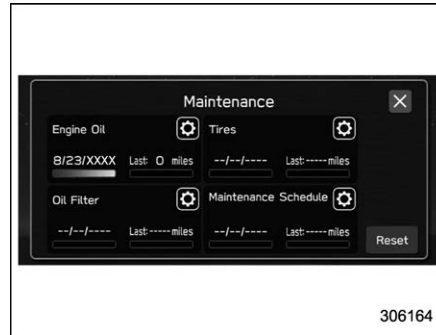 Maintenance
Engine Oil
8/23/XXXX Last: 0 miles
Tires
--/--/---- Last:-----miles
Oil Filter
--/--/---- Last:-----miles
Maintenance Schedule
--/--/---- Last:-----miles
Reset
306164